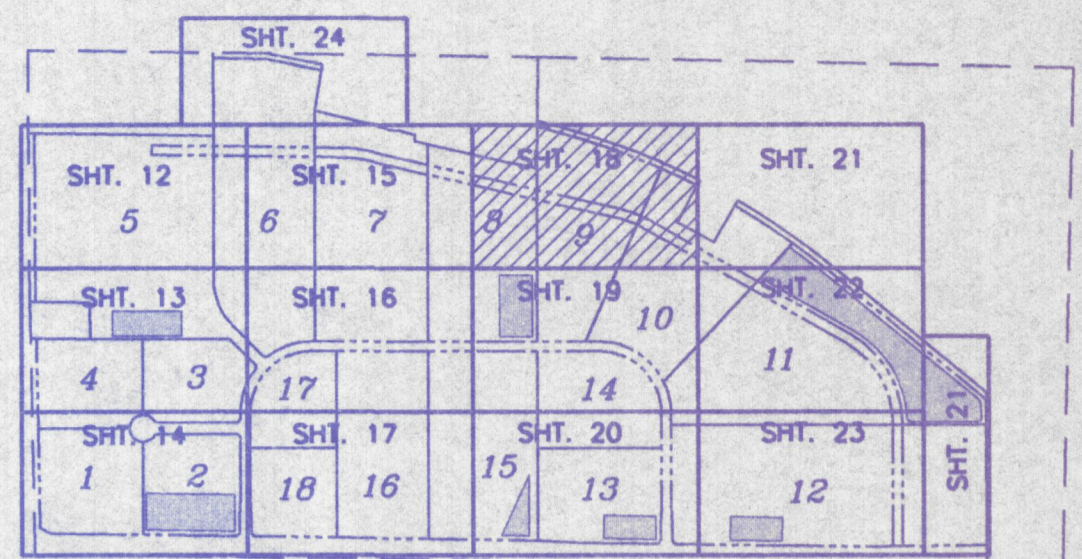 SHT. 24
SHT. 12
SHT. 15
SHT. 18
SHT. 21
5
6
7
8
9
SHT. 13
SHT. 16
SHT. 19
SHT. 22
10
11
4
3
17
14
SHT. 21
SHT. 14
SHT. 17
SHT. 20
SHT. 23
1
2
18
16
15
13
12